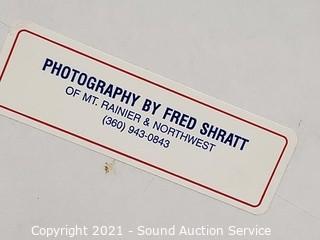 PHOTOGRAPHY BY FRED SHRATT
OF MT. RAINIER & NORTHWEST
(360) 943-0843
Copyright 2021 - Sound Auction Service